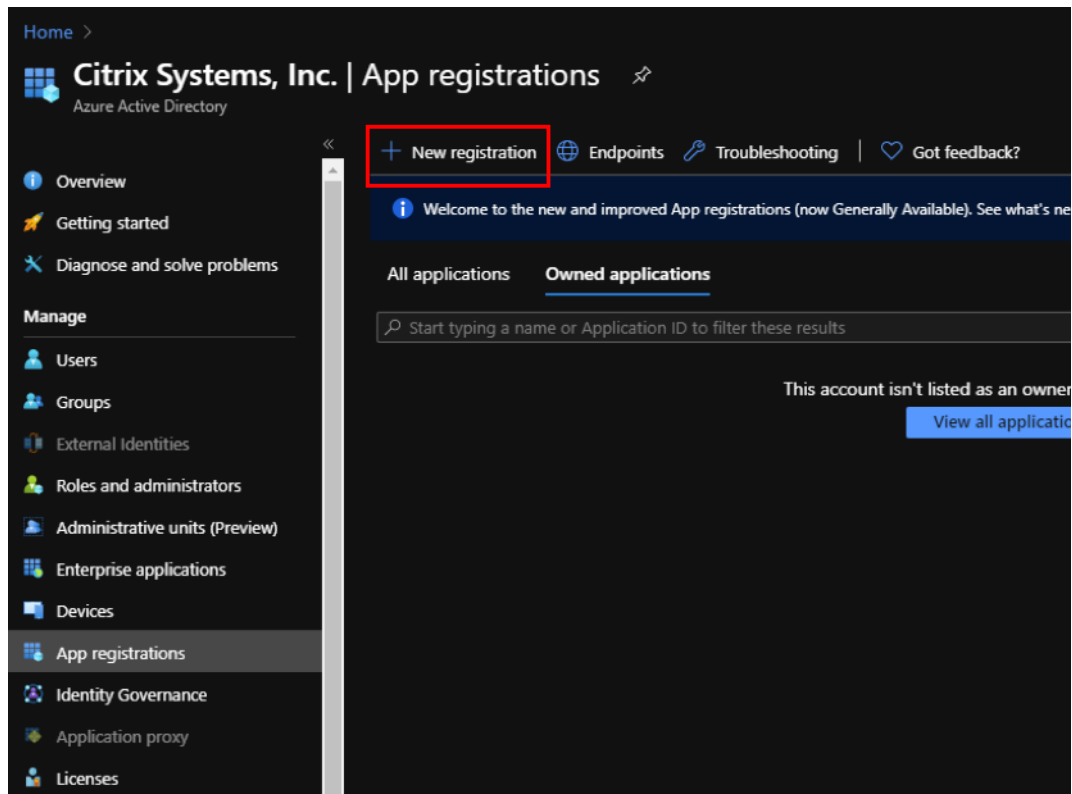 Home >
Citrix Systems, Inc. | App registrations
Azure Active Directory
«
Overview
Getting started
Diagnose and solve problems
Manage
Users
Groups
External Identities
Roles and administrators
Administrative units (Preview)
Enterprise applications
Devices
App registrations
Identity Governance
Application proxy
Licenses
+ New registration Endpoints Troubleshooting | Got feedback?
Welcome to the new and improved App registrations (now Generally Available). See what's ne
All applications Owned applications
Start typing a name or Application ID to filter these results
This account isn't listed as an owner
View all applicatio